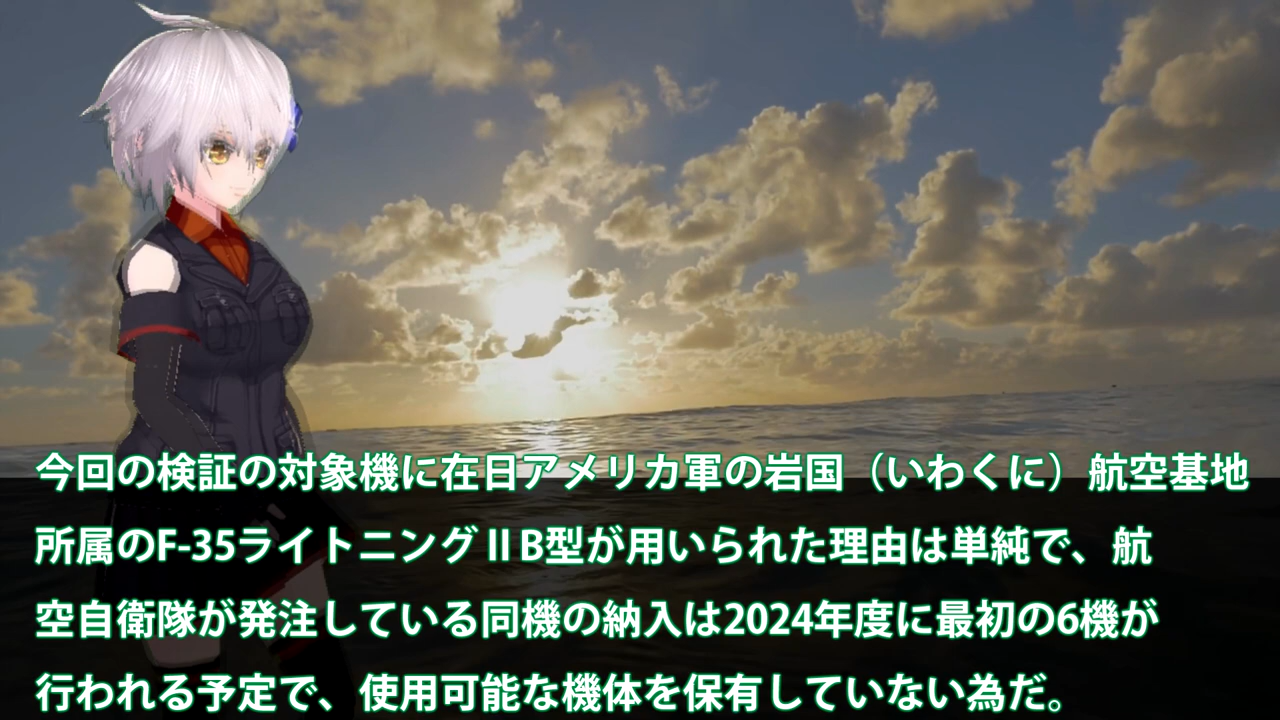 今回の検証の対象機に在日アメリカ軍の岩国（いわくに）航空基地
所属のF-35ライトニングⅡB型が用いられた理由は単純で、航
空自衛隊が発注している同機の納入は2024年度に最初の6機が
行われる予定で、使用可能な機体を保有していない為だ。